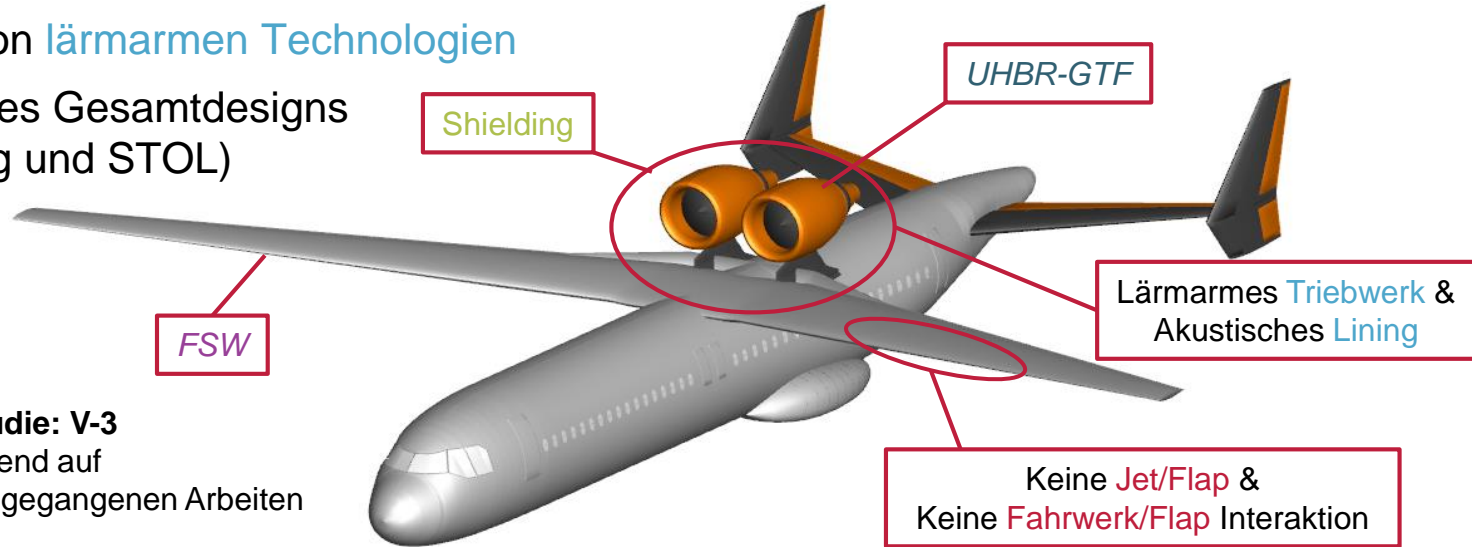 on lärmarmen Technologien
es Gesamtdesigns
g und STOL)
Shielding
UHBR-GTF
FSW
Lärmarmes Triebwerk &
Akustisches Lining
udie: V-3
end auf
gegangenen Arbeiten
Keine Jet/Flap &
Keine Fahrwerk/Flap Interaktion